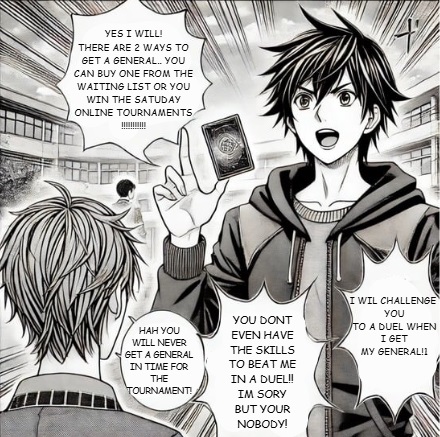 YES I WILL!
THERE ARE 2 WAYS TO
GET A GENERAL.. YOU
CAN BUY ONE FROM THE
WAITING LIST OR YOU
WIN THE SATUDAY
ONLINE TOURNAMENTS
!!!!!!!!!!!
HAH YOU
WILL NEVER
GET A GENERAL
IN TIME FOR
THE
TOURNAMENT!
YOU DONT
EVEN HAVE
THE SKILLS
TO BEAT ME
IN A DUEL!!
IM SORY
BUT YOUR
NOBODY!
I WIL CHALLENGE
YOU
TO A DUEL WHEN
I GET
MY GENERAL!1